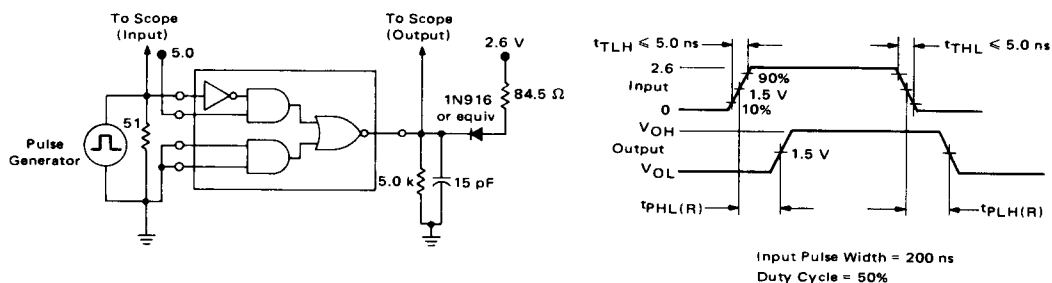 To Scope
(Input)
5.0
51
Pulse
Generator
To Scope
(Output)
2.6 V
84.5 Ω
1N916
or equiv
5.0 k
15 pF
tTLH ≤ 5.0 ns
tTHL ≤ 5.0 ns
2.6
Input
0
90%
1.5 V
10%
VOH
Output
VOL
1.5 V
tPHL(R)
tPLH(R)
Input Pulse Width = 200 ns
Duty Cycle = 50%